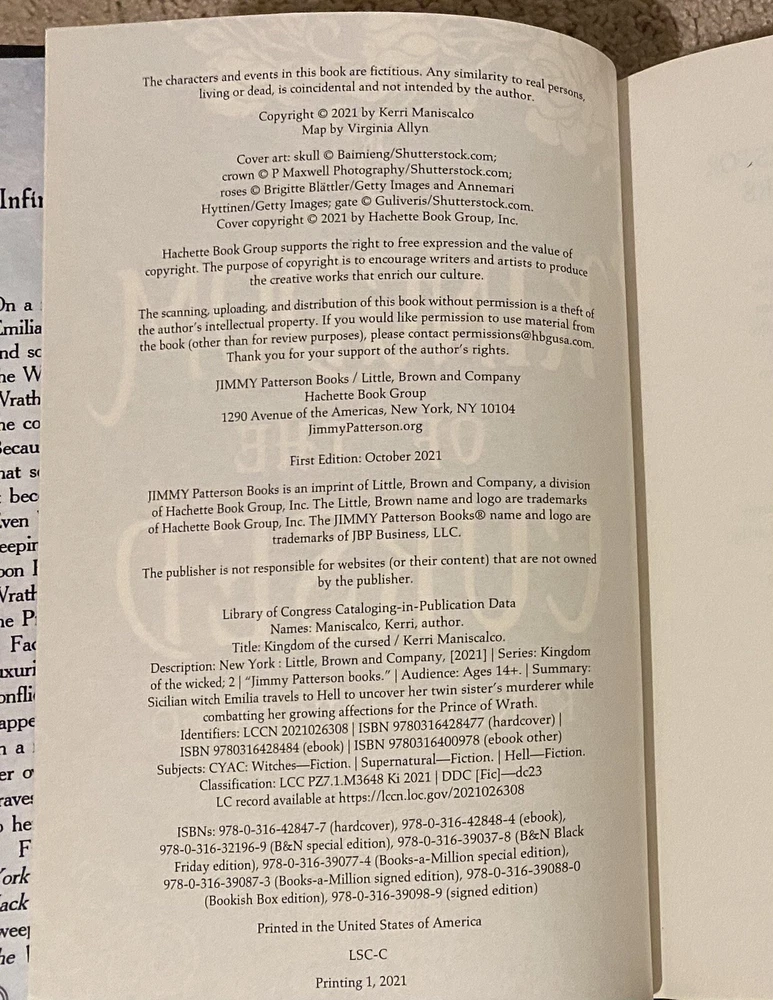 The characters and events in this book are fictitious. Any similarity to real persons,
living or dead, is coincidental and not intended by the author.
Copyright © 2021 by Kerri Maniscalco
Map by Virginia Allyn
Cover art: skull © Baimieng/Shutterstock.com;
crown © P Maxwell Photography/Shutterstock.com;
roses © Brigitte Blättler/Getty Images and Annemari
Hyttinen/Getty Images; gate © Guliveris/Shutterstock.com.
Cover copyright © 2021 by Hachette Book Group, Inc.
Hachette Book Group supports the right to free expression and the value of
copyright. The purpose of copyright is to encourage writers and artists to produce
the creative works that enrich our culture.
The scanning, uploading, and distribution of this book without permission is a theft of
the author's intellectual property. If you would like permission to use material from
the book (other than for review purposes), please contact permissions@hbgusa.com.
Thank you for your support of the author's rights.
JIMMY Patterson Books / Little, Brown and Company
Hachette Book Group
1290 Avenue of the Americas, New York, NY 10104
JimmyPatterson.org
First Edition: October 2021
JIMMY Patterson Books is an imprint of Little, Brown and Company, a division
of Hachette Book Group, Inc. The Little, Brown name and logo are trademarks
of Hachette Book Group, Inc. The JIMMY Patterson Books® name and logo are
trademarks of JBP Business, LLC.
The publisher is not responsible for websites (or their content) that are not owned
by the publisher.
Library of Congress Cataloging-in-Publication Data
Names: Maniscalco, Kerri, author.
Title: Kingdom of the cursed / Kerri Maniscalco.
Description: New York : Little, Brown and Company, [2021] | Series: Kingdom
of the wicked; 2 | "Jimmy Patterson books." | Audience: Ages 14+. | Summary:
Sicilian witch Emilia travels to Hell to uncover her twin sister's murderer while
combatting her growing affections for the Prince of Wrath.
Identifiers: LCCN 2021026308 | ISBN 9780316428477 (hardcover) |
ISBN 9780316428484 (ebook) | ISBN 9780316400978 (ebook other)
Subjects: CYAC: Witches—Fiction. | Supernatural—Fiction. | Hell—Fiction.
Classification: LCC PZ7.1.M3648 Ki 2021 | DDC [Fic]—dc23
LC record available at https://lccn.loc.gov/2021026308
ISBNs: 978-0-316-42847-7 (hardcover), 978-0-316-42848-4 (ebook),
978-0-316-32196-9 (B&N special edition), 978-0-316-39037-8 (B&N Black
Friday edition), 978-0-316-39077-4 (Books-a-Million special edition),
978-0-316-39087-3 (Books-a-Million signed edition), 978-0-316-39088-0
(Bookish Box edition), 978-0-316-39098-9 (signed edition)
Printed in the United States of America
LSC-C
Printing 1, 2021